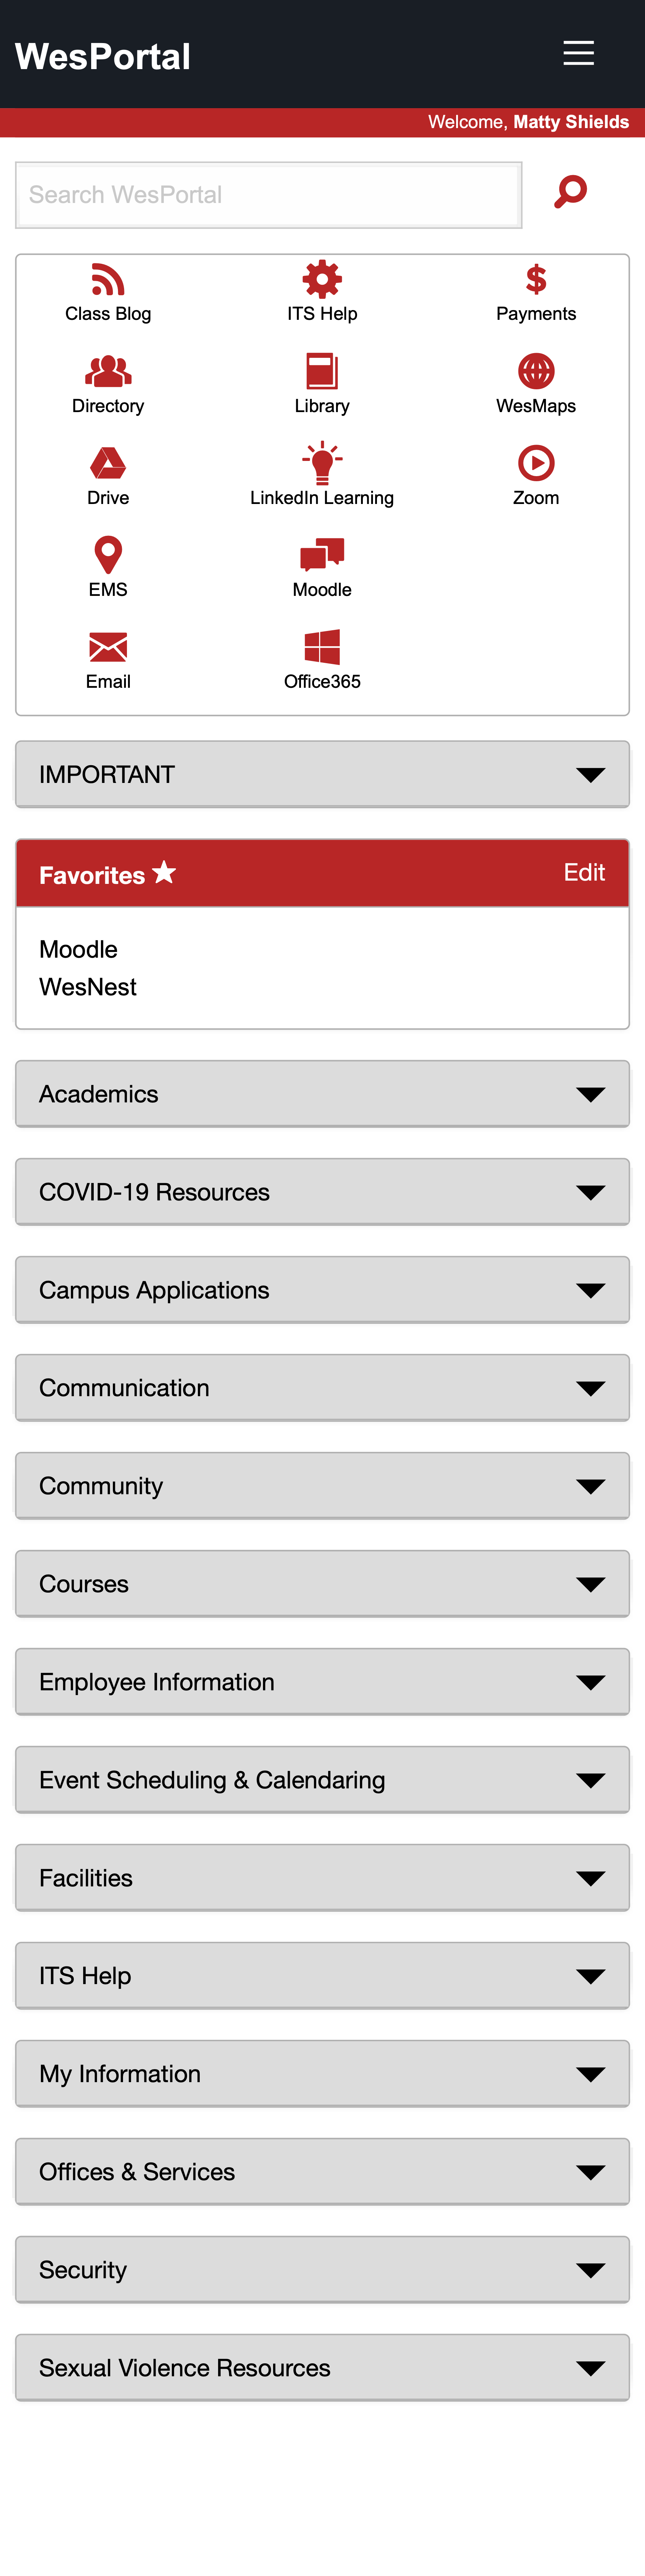 WesPortal
Welcome, Matty Shields
Search WesPortal
Class Blog
ITS Help
Payments
Directory
Library
WesMaps
Drive
LinkedIn Learning
Zoom
EMS
Moodle
Email
Office365
IMPORTANT
Favorites
Edit
Moodle
WesNest
Academics
COVID-19 Resources
Campus Applications
Communication
Community
Courses
Employee Information
Event Scheduling & Calendaring
Facilities
ITS Help
My Information
Offices & Services
Security
Sexual Violence Resources